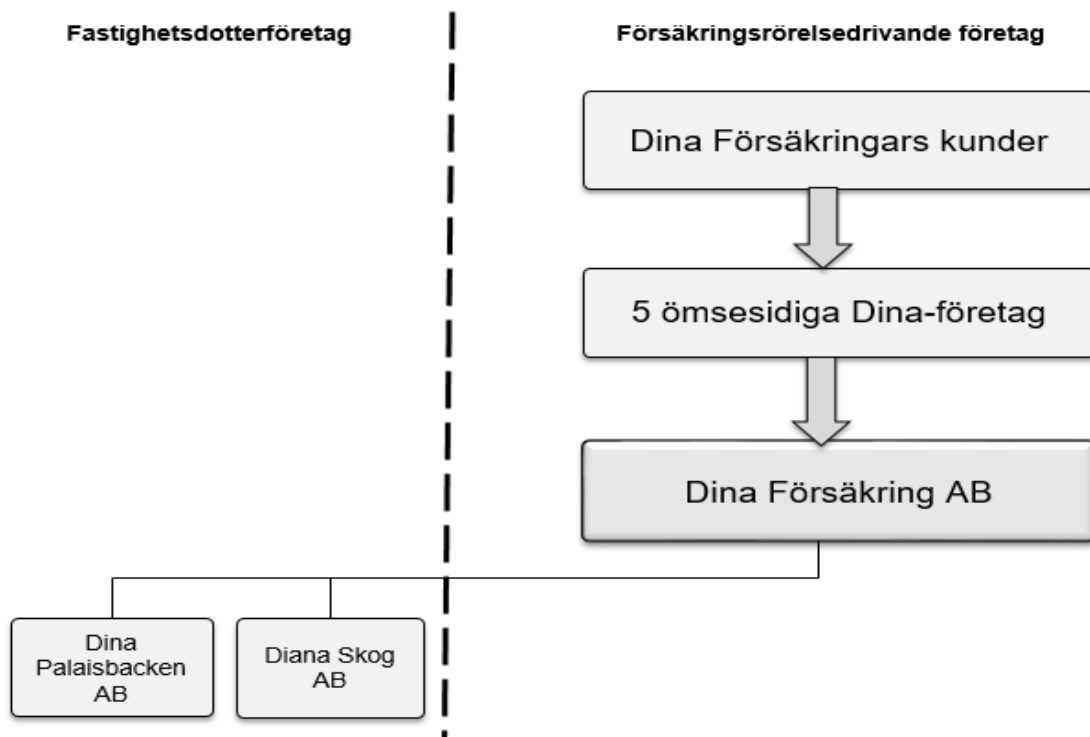 Fastighetsdotterföretag
Försäkringsrörelsedrivande företag
Dina Försäkringars kunder
5 ömsesidiga Dina-företag
Dina Försäkring AB
Dina
Palaisbacken
AB
Diana Skog
AB